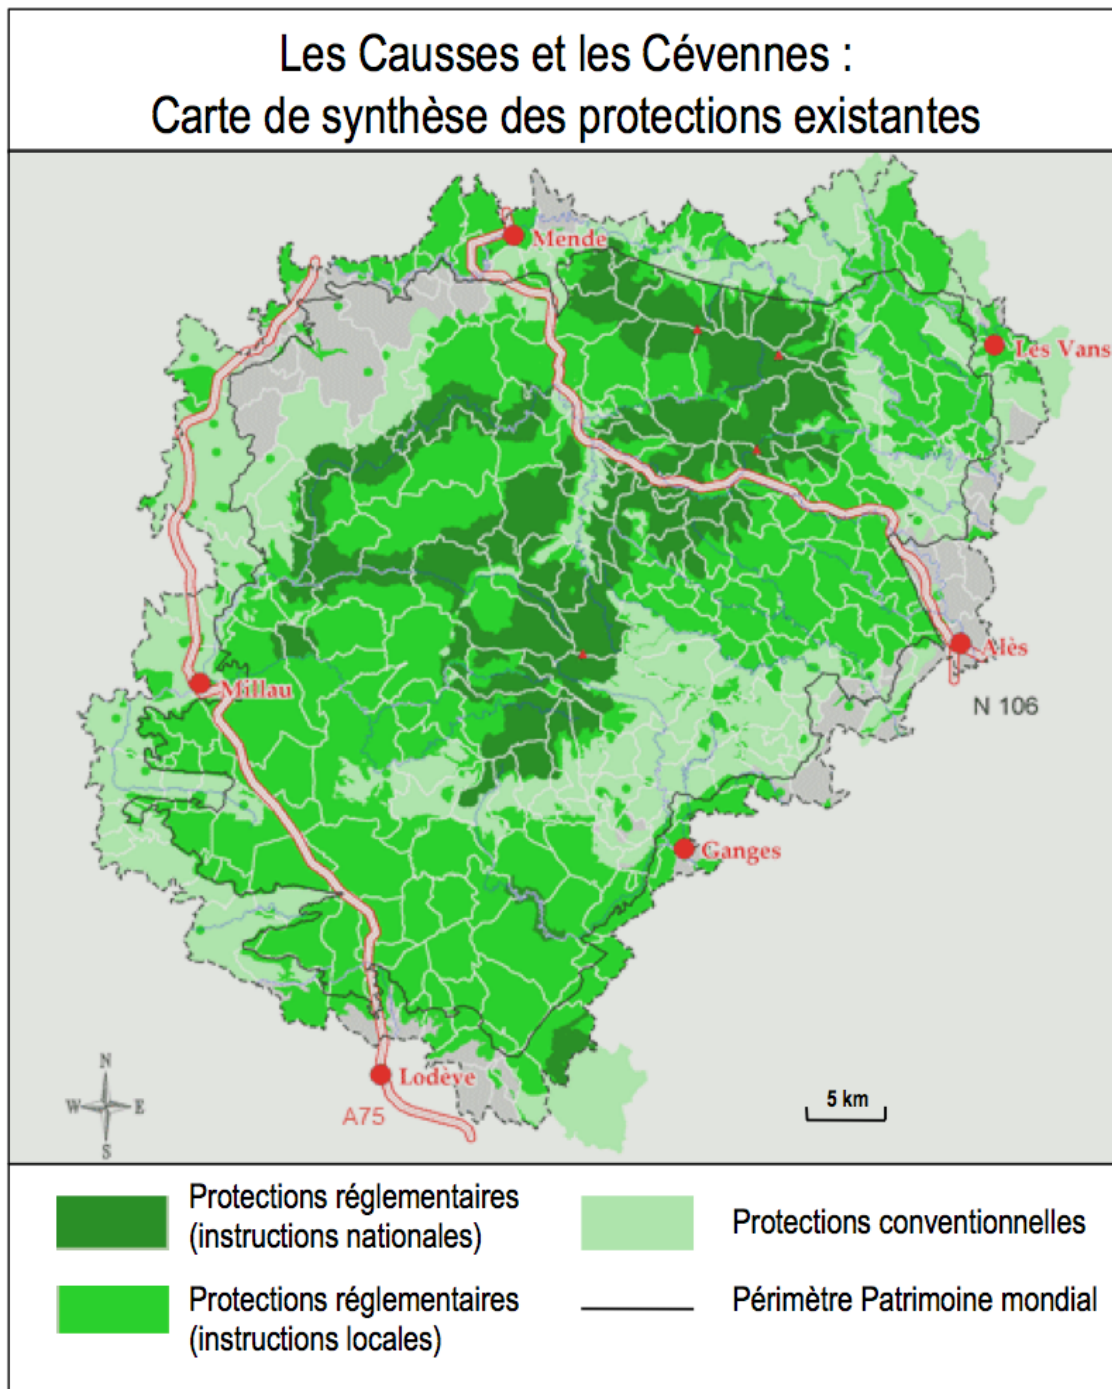 Les Causses et les Cévennes :
Carte de synthèse des protections existantes
Mende
Les Vans
Alès
N 106
Millau
Ganges
Lodève
A75
N
W
E
S
5 km
Protections réglementaires
(instructions nationales)
Protections conventionnelles
Protections réglementaires
(instructions locales)
Périmètre Patrimoine mondial